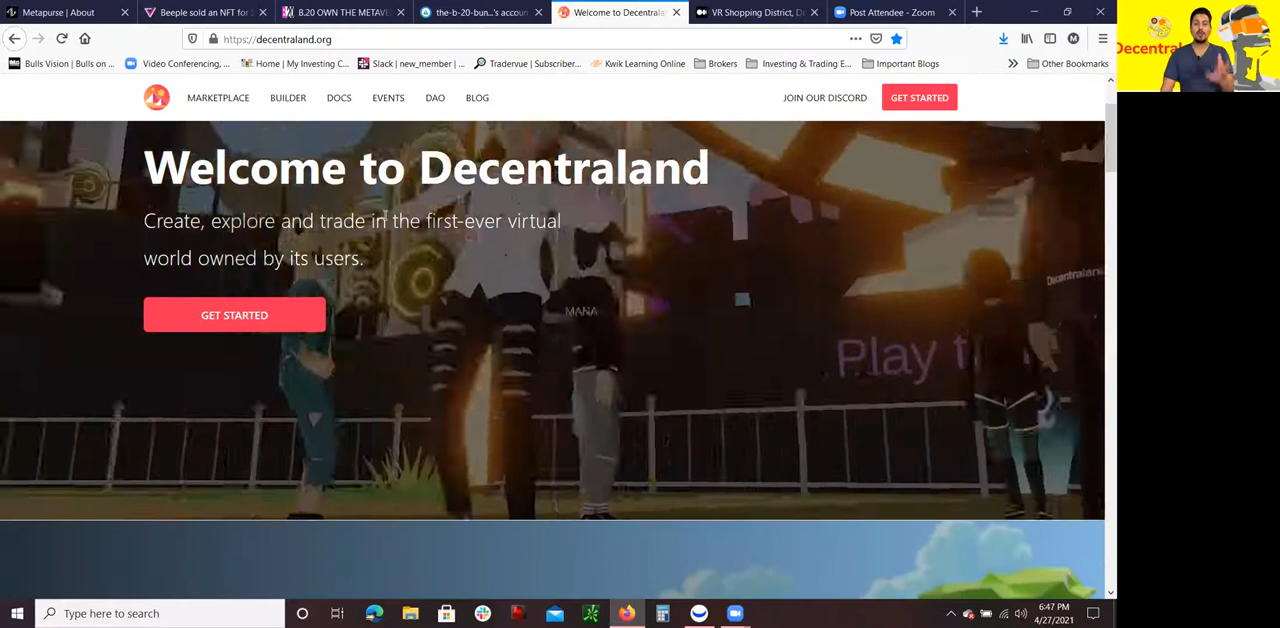 Metapurse | About
Beeple sold an NFT for
B.20 OWN THE METAVE
the-b-20-bun...'s accoun
Welcome to Decentralan
VR Shopping District, De
Post Attendee - Zoom
https://decentraland.org
Bulls Vision | Bulls on ...
Video Conferencing, ...
Home | My Investing C...
Slack | new_member | ...
Tradervue | Subscriber...
Kwik Learning Online
Brokers
Investing & Trading E...
Important Blogs
Other Bookmarks
MARKETPLACE
BUILDER
DOCS
EVENTS
DAO
BLOG
JOIN OUR DISCORD
GET STARTED
Welcome to Decentraland
Create, explore and trade in the first-ever virtual
world owned by its users.
GET STARTED
MANA
Decentraland
Play t
Decentral
Type here to search
6:47 PM
4/27/2021